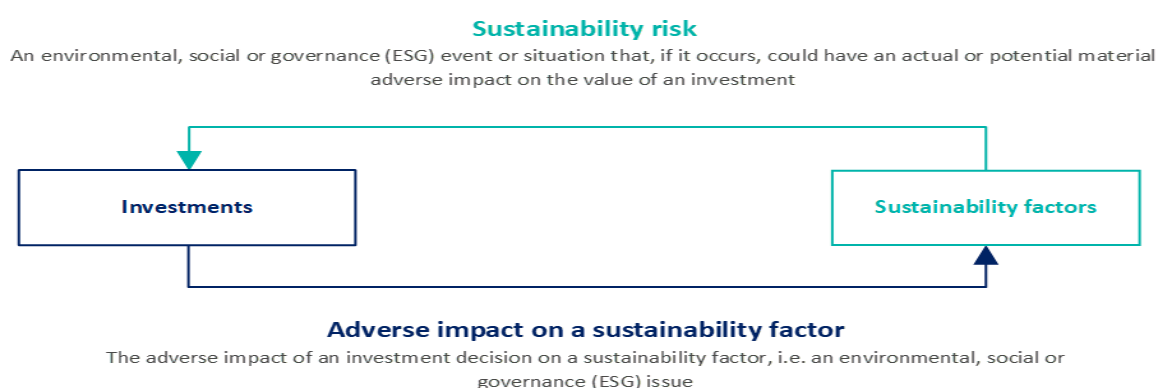 Sustainability risk
An environmental, social or governance (ESG) event or situation that, if it occurs, could have an actual or potential material
adverse impact on the value of an investment
Investments
Sustainability factors
Adverse impact on a sustainability factor
The adverse impact of an investment decision on a sustainability factor, i.e. an environmental, social or
governance (ESG) issue